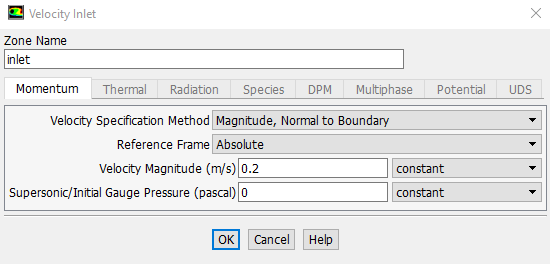 Velocity Inlet
Zone Name
inlet
Momentum Thermal Radiation Species DPM Multiphase Potential UDS
Velocity Specification Method Magnitude, Normal to Boundary
Reference Frame Absolute
Velocity Magnitude (m/s) 0.2 constant
Supersonic/Initial Gauge Pressure (pascal) 0 constant
OK Cancel Help